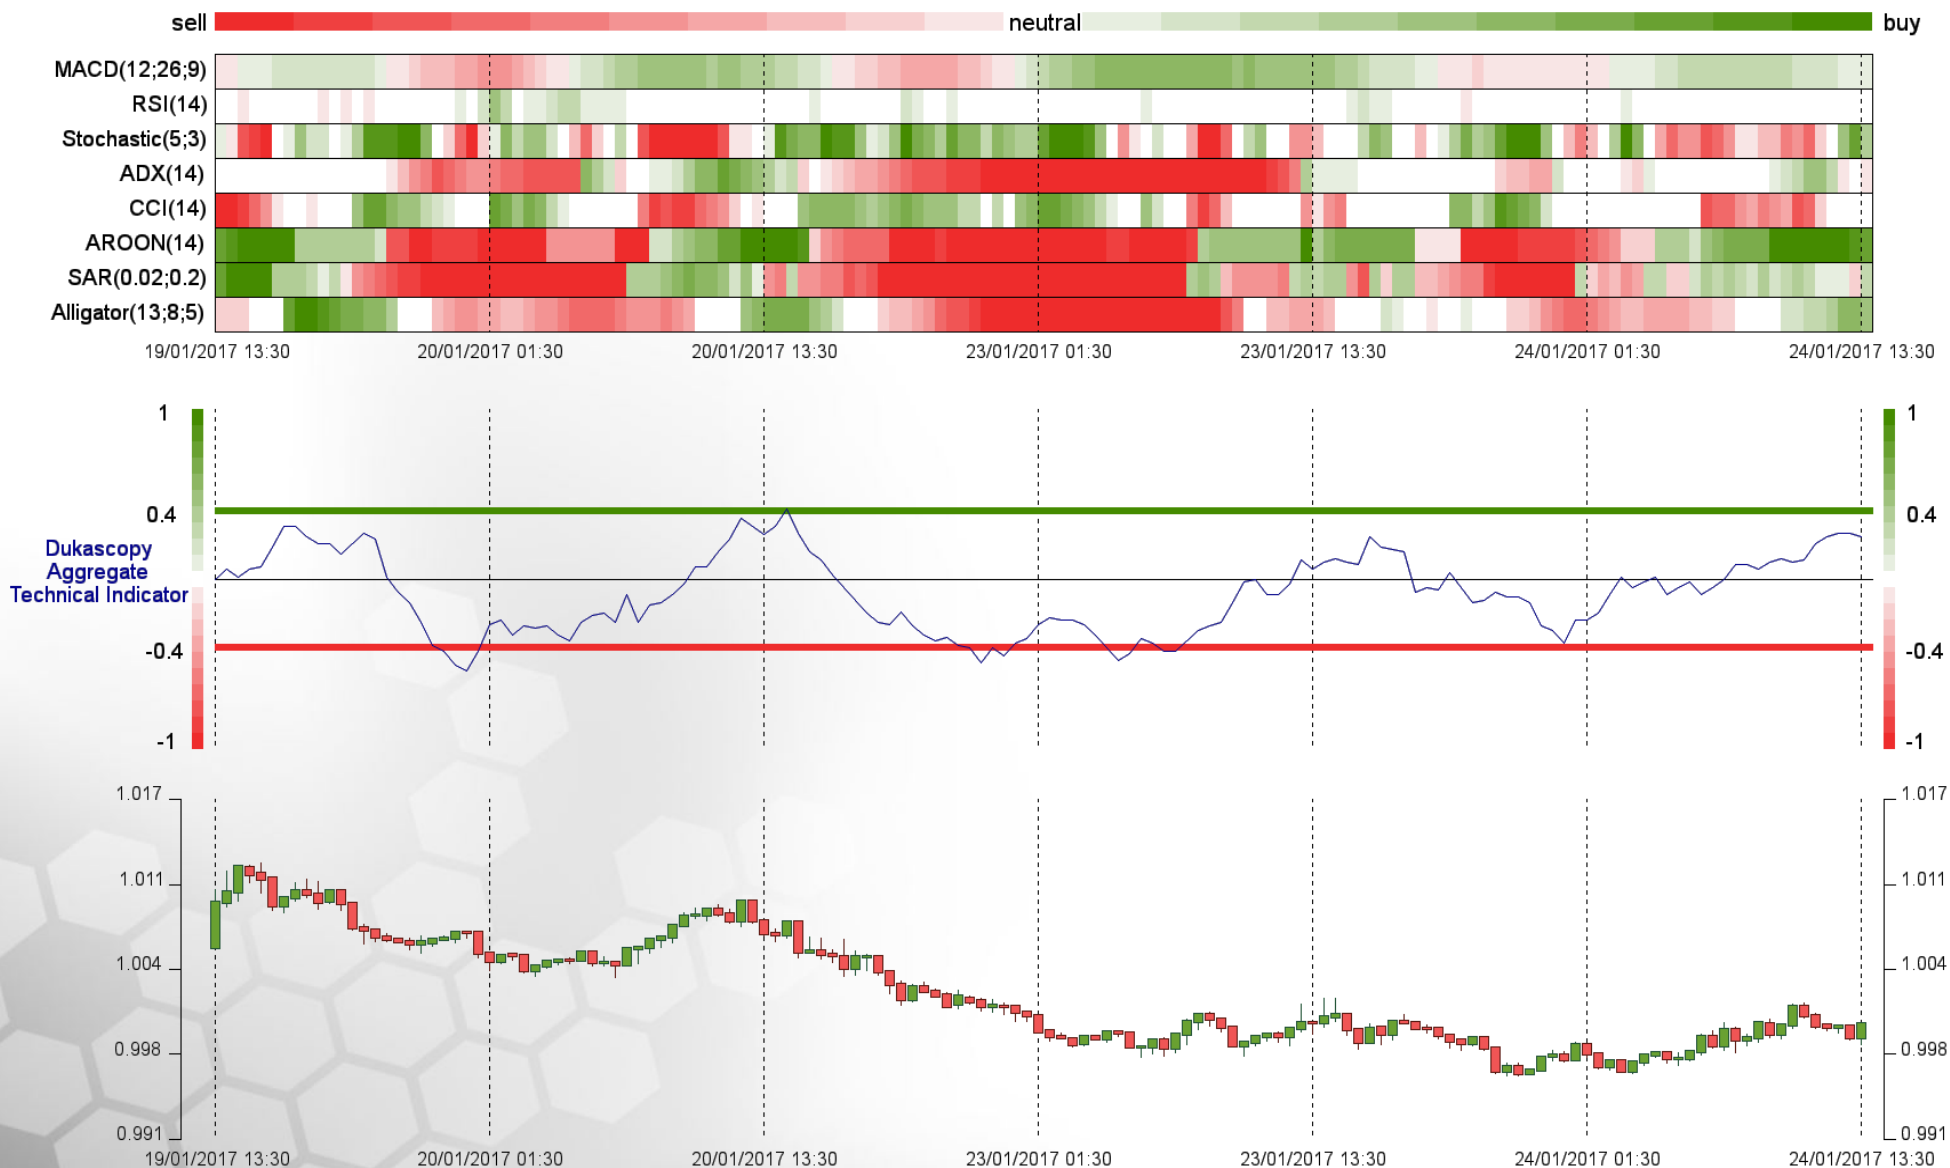 sell neutral buy
MACD(12;26;9)
RSI(14)
Stochastic(5;3)
ADX(14)
CCI(14)
AROON(14)
SAR(0.02;0.2)
Alligator(13;8;5)
19/01/2017 13:30 20/01/2017 01:30 20/01/2017 13:30 23/01/2017 01:30 23/01/2017 13:30 24/01/2017 01:30 24/01/2017 13:30
1 1
0.4 0.4
Dukascopy
Aggregate
Technical Indicator
-0.4 -0.4
-1 -1
1.017 1.017
1.011 1.011
1.004 1.004
0.998 0.998
0.991 0.991
19/01/2017 13:30 20/01/2017 01:30 20/01/2017 13:30 23/01/2017 01:30 23/01/2017 13:30 24/01/2017 01:30 24/01/2017 13:30